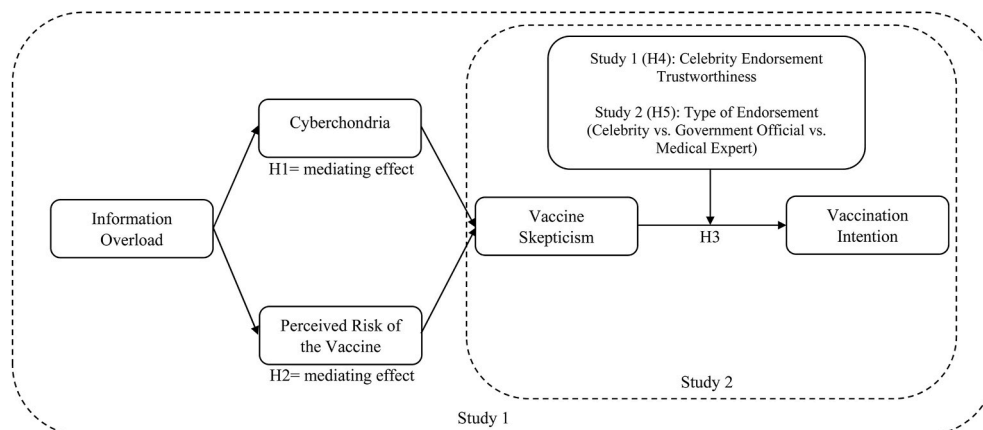 Study 1 (H4): Celebrity Endorsement
Trustworthiness
Study 2 (H5): Type of Endorsement
(Celebrity vs. Government Official vs.
Medical Expert)
Cyberchondria
H1= mediating effect
Information
Overload
Vaccine
Skepticism
H3
Vaccination
Intention
Perceived Risk of
the Vaccine
H2= mediating effect
Study 2
Study 1